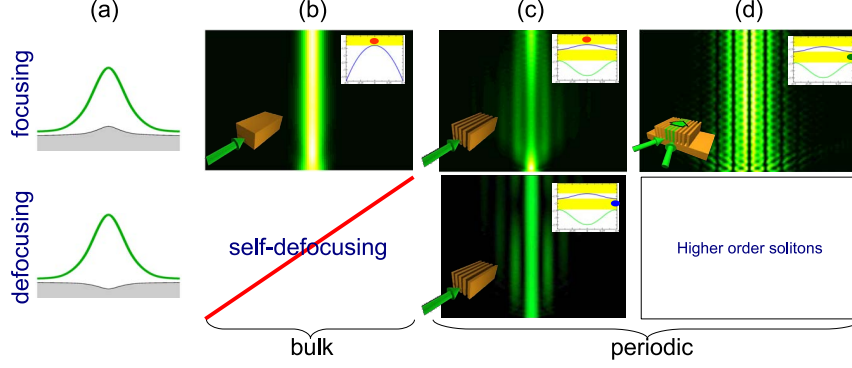 (a)
(b)
(c)
(d)
focusing
defocusing
self-defocusing
Higher order solitons
bulk
periodic